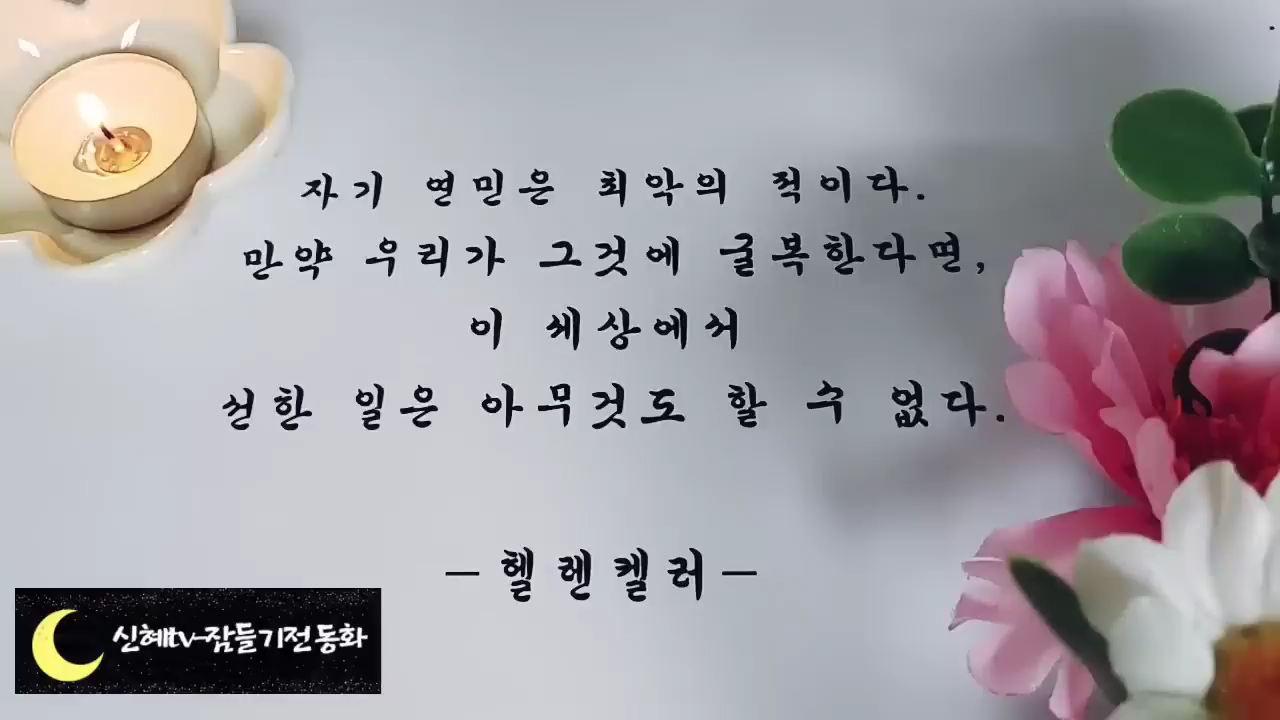 자기 연민은 최악의 적이다.
만약 우리가 그것에 굴복한다면,
이 세상에서
선한 일은 아무것도 할 수 없다.
－헬렌켈러－
신혜tv-잠들기전동화